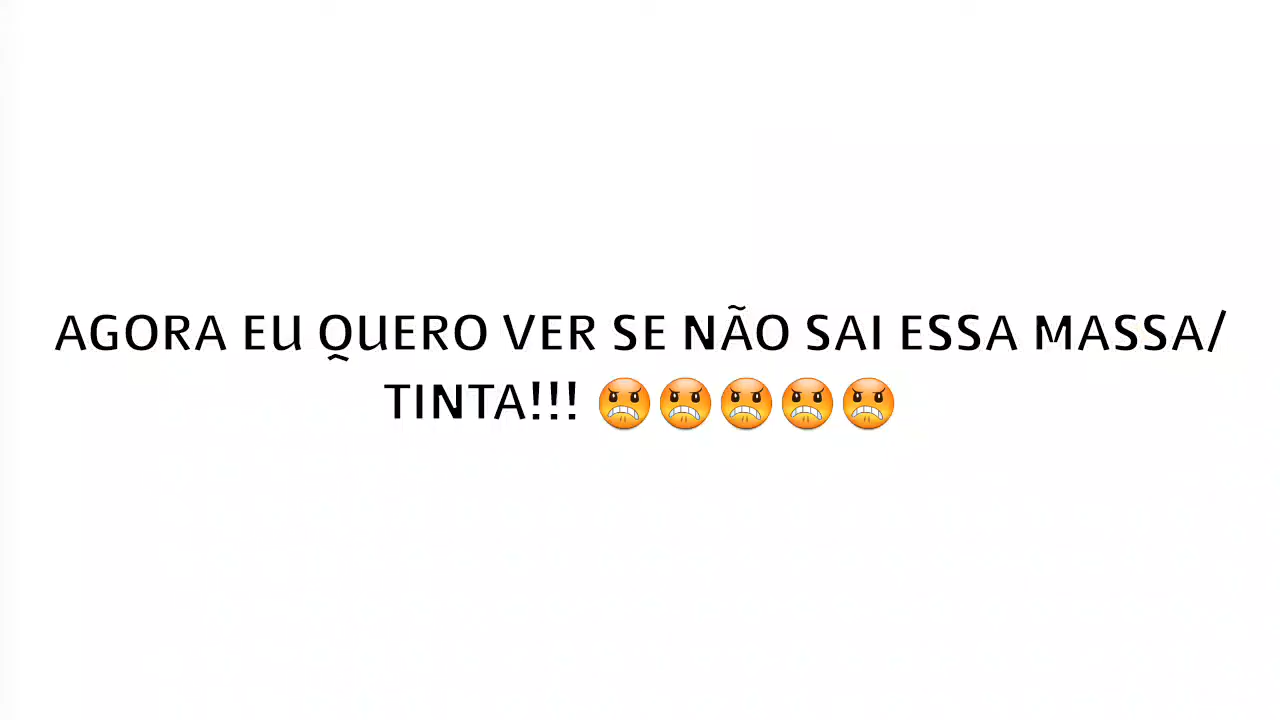 AGORA EU QUERO VER SE NÃO SAI ESSA MASSA/
TINTA!!! 😠😠😠😠😠